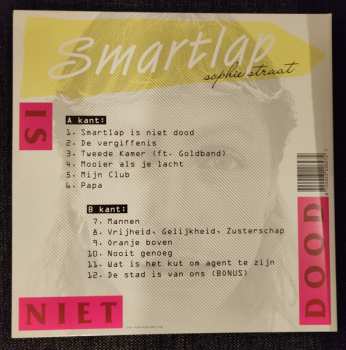 Smartlap
sophie straat
IS
A kant:
1. Smartlap is niet dood
2. De vergiffenis
3. Tweede Kamer (ft. Goldband)
4. Mooier als je lacht
5. Mijn Club
6. Papa
B kant:
7. Mannen
8. Vrijheid, Gelijkheid, Zusterschap
9. Oranje boven
10. Nooit genoeg
11. Wat is het kut om agent te zijn
12. De stad is van ons (BONUS)
NIET
DOOD